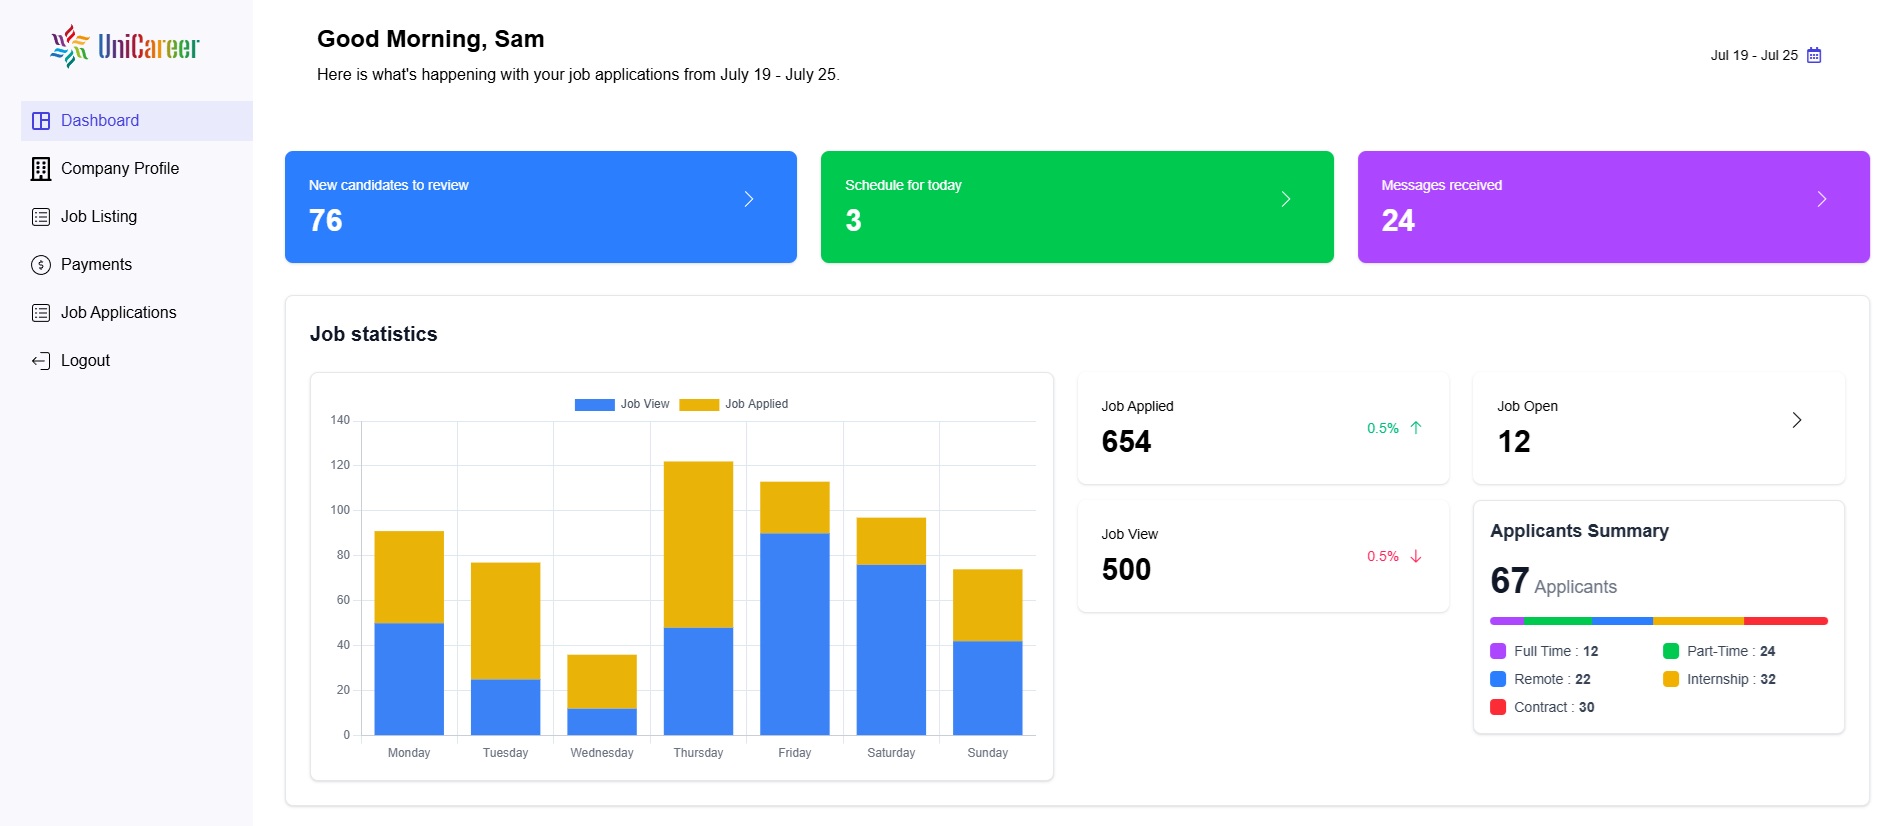 UniCareer
Dashboard
Company Profile
Job Listing
Payments
Job Applications
Logout
Good Morning, Sam
Here is what's happening with your job applications from July 19 - July 25.
Jul 19 - Jul 25
New candidates to review
76
Schedule for today
3
Messages received
24
Job statistics
Job View Job Applied
140
120
100
80
60
40
20
0
Monday Tuesday Wednesday Thursday Friday Saturday Sunday
Job Applied
654
0.5%
Job View
500
0.5%
Job Open
12
Applicants Summary
67 Applicants
Full Time : 12 Part-Time : 24
Remote : 22 Internship : 32
Contract : 30